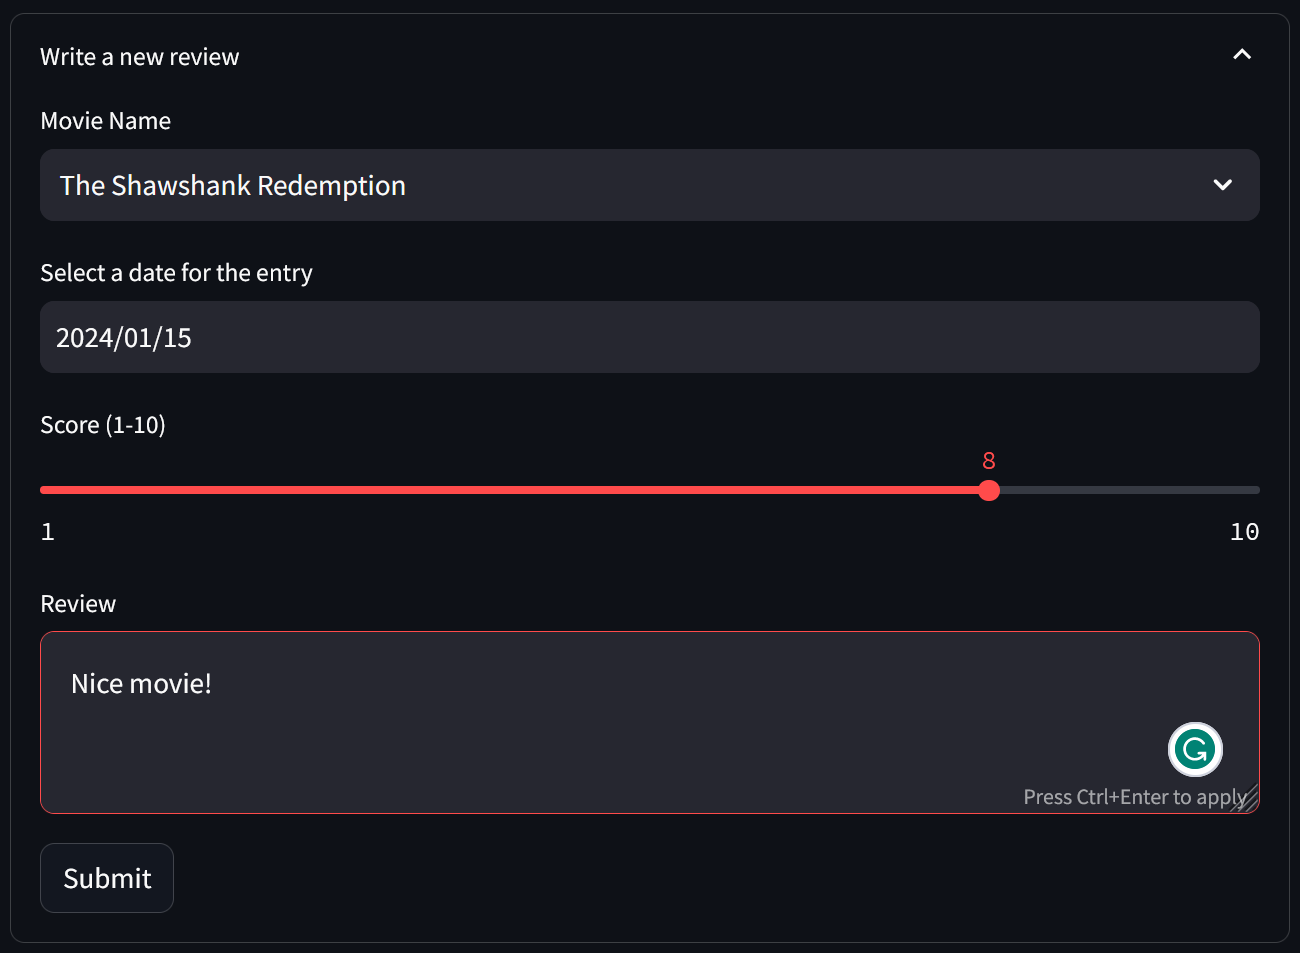 Write a new review
Movie Name
The Shawshank Redemption
Select a date for the entry
2024/01/15
Score (1-10)
8
1
10
Review
Nice movie!
Press Ctrl+Enter to apply
Submit